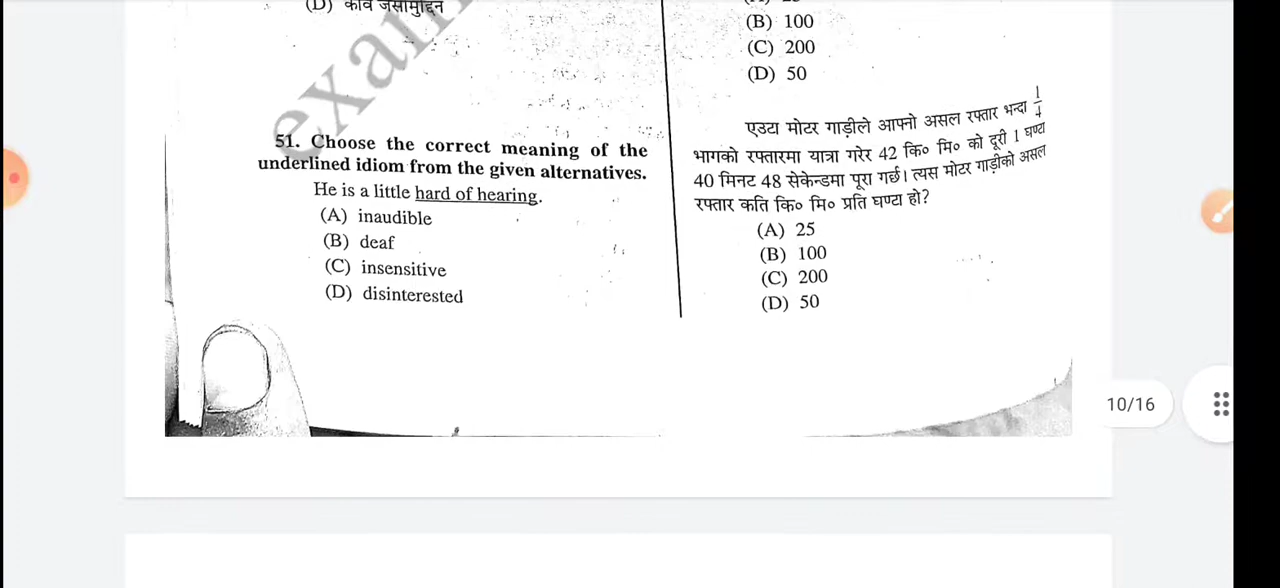 (D) कवि जसीमुद्दिन
exam
51. Choose the correct meaning of the
underlined idiom from the given alternatives.
He is a little hard of hearing.
(A) inaudible
(B) deaf
(C) insensitive
(D) disinterested
(B) 100
(C) 200
(D) 50
एउटा मोटर गाड़ीले आफ्नो असल रफ्तार भन्दा 1/4
भागको रफ्तारमा यात्रा गरेर 42 कि० मि० को दूरी 1 घण्टा
40 मिनट 48 सेकेन्डमा पूरा गर्छ। त्यस मोटर गाड़ीको असल
रफ्तार कति कि० मि० प्रति घण्टा हो?
(A) 25
(B) 100
(C) 200
(D) 50
10/16